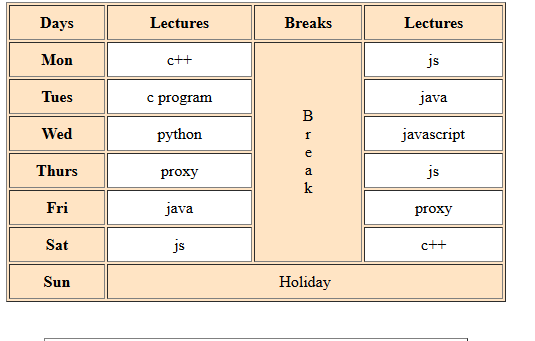 Days Lectures Breaks Lectures
Mon c++ js
Tues c program java
Wed python javascript
Thurs proxy js
Fri java proxy
Sat js c++
B
r
e
a
k
Sun Holiday